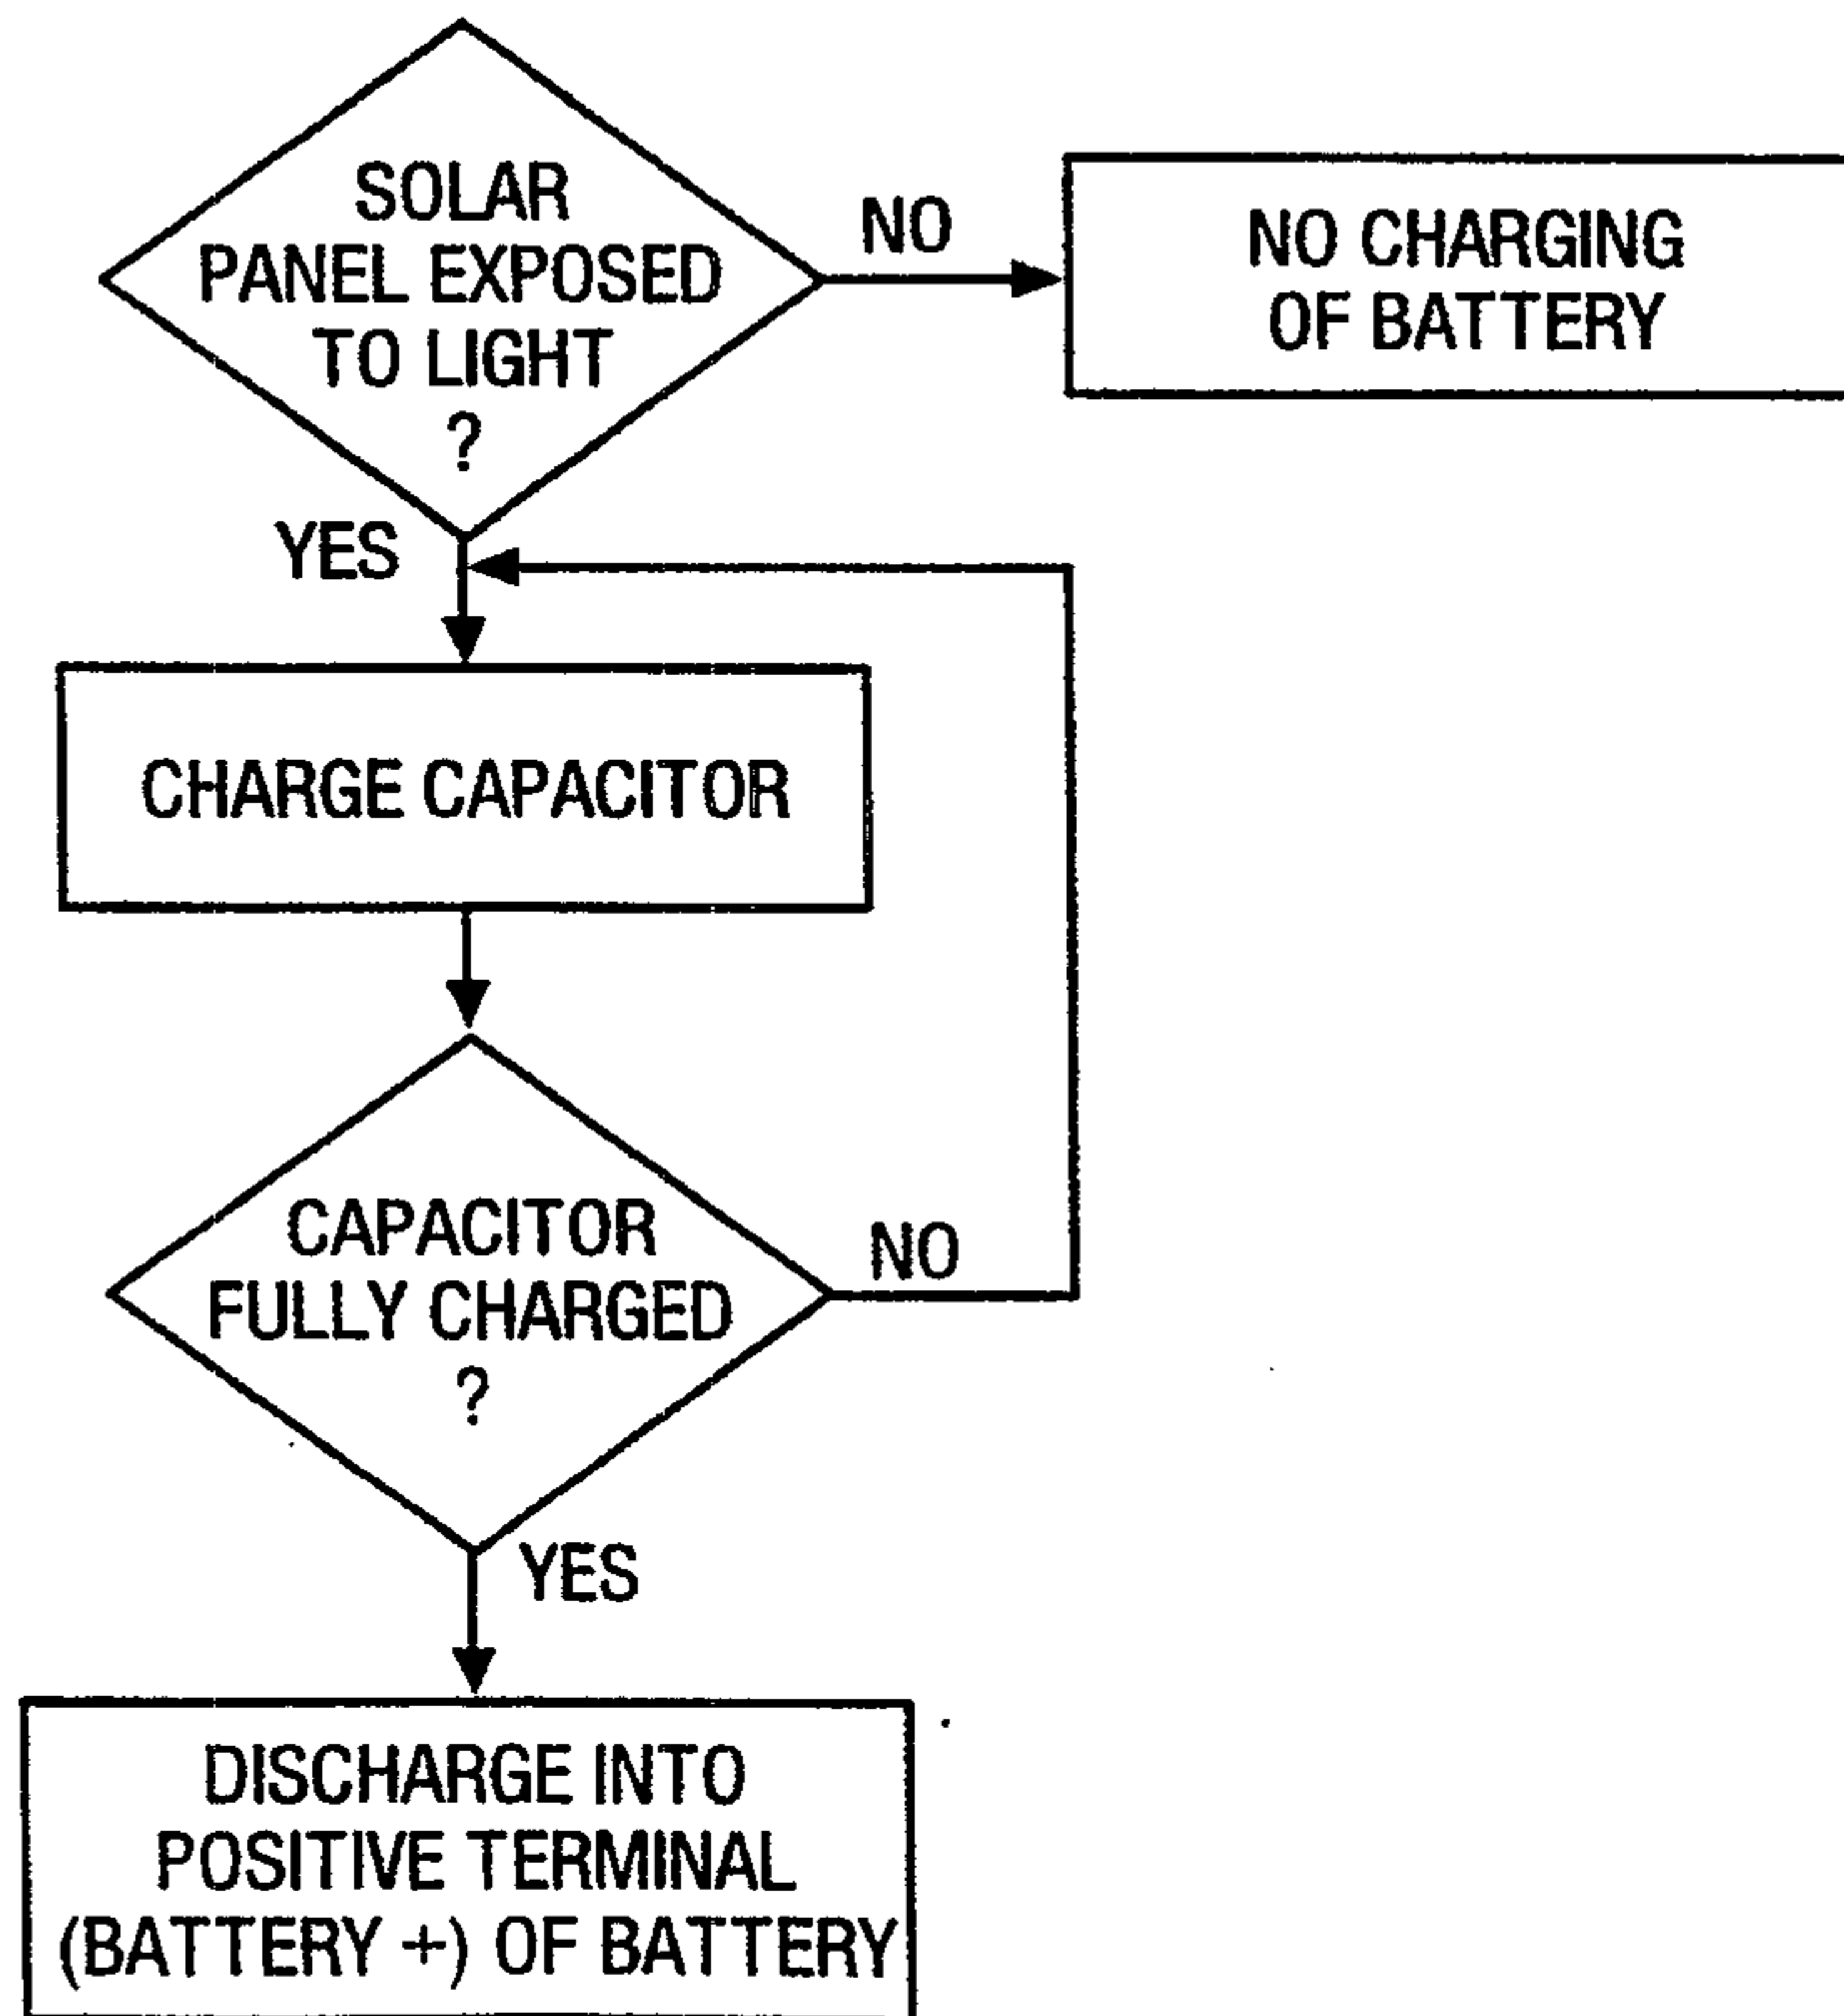 SOLAR
PANEL EXPOSED
TO LIGHT
?
NO
NO CHARGING
OF BATTERY
YES
CHARGE CAPACITOR
CAPACITOR
FULLY CHARGED
?
NO
YES
DISCHARGE INTO
POSITIVE TERMINAL
(BATTERY +) OF BATTERY